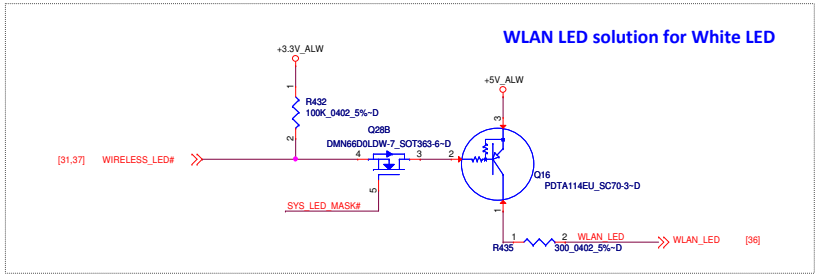 WLAN LED solution for White LED
+3.3V_ALW
+5V_ALW
1
R432
100K_0402_5%~D
2
3
Q28B
DMN66D0LDW-7_SOT363-6~D
[31,37] WIRELESS_LED#
4
3
2
5
Q16
PDTA114EU_SC70-3~D
SYS_LED_MASK#
1
R435
1
2
WLAN_LED
300_0402_5%~D
WLAN_LED
[36]